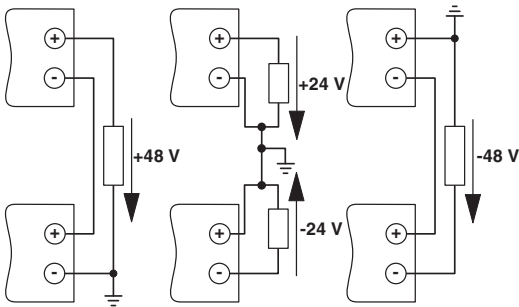 + + +
- - -
+24 V
+48 V -48 V
-24 V
+ + +
- - -